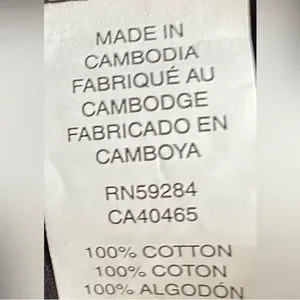 MADE IN
CAMBODIA
FABRIQUÉ AU
CAMBODGE
FABRICADO EN
CAMBOYA
RN59284
CA40465
100% COTTON
100% COTON
100% ALGODÓN